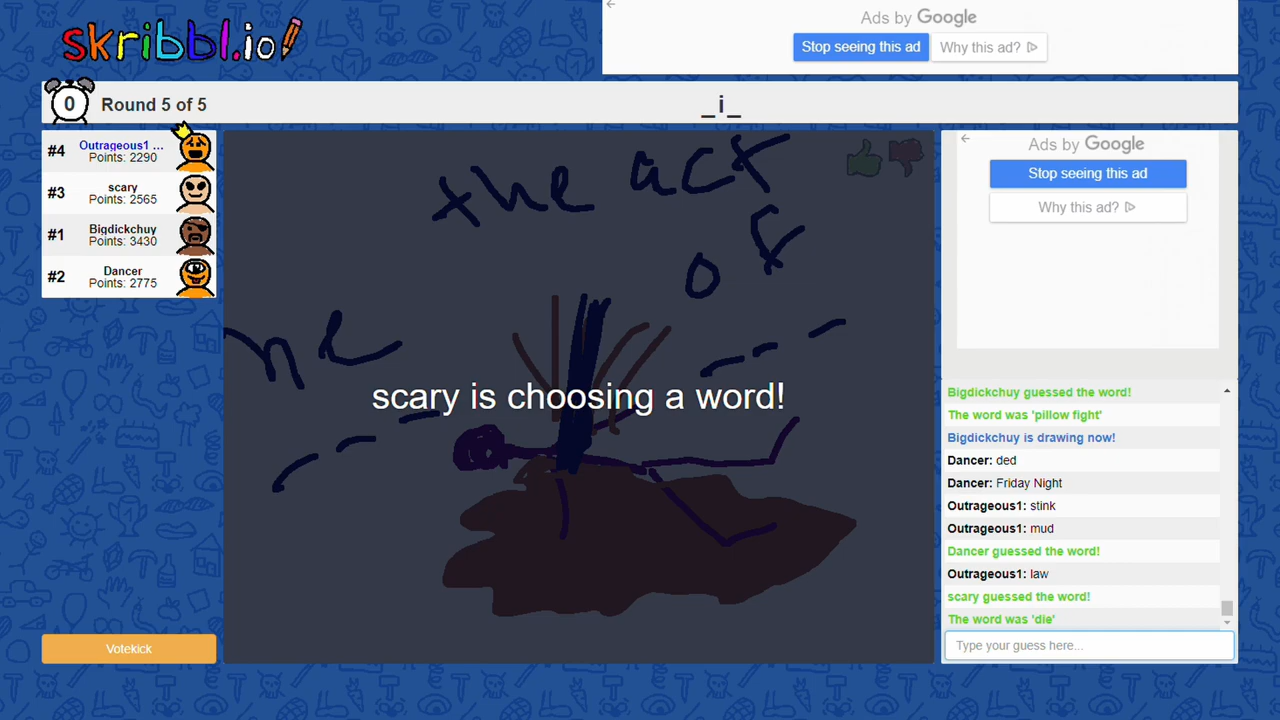 skribbl.io
Ads by Google
Stop seeing this ad
Why this ad?
0
Round 5 of 5
_i_
#4
Outrageous1 ...
Points: 2290
#3
scary
Points: 2565
#1
Bigdickchuy
Points: 3430
#2
Dancer
Points: 2775
Votekick
the act
of
ne
scary is choosing a word!
Ads by Google
Stop seeing this ad
Why this ad?
Bigdickchuy guessed the word!
The word was 'pillow fight'
Bigdickchuy is drawing now!
Dancer: ded
Dancer: Friday Night
Outrageous1: stink
Outrageous1: mud
Dancer guessed the word!
Outrageous1: law
scary guessed the word!
The word was 'die'
Type your guess here...